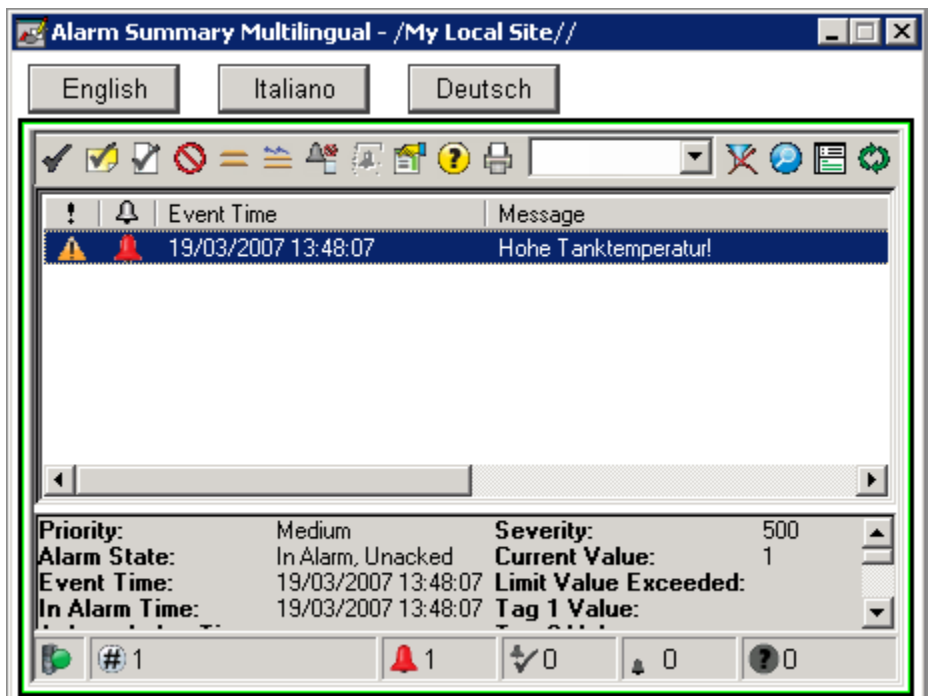 Alarm Summary Multilingual - /My Local Site//
English Italiano Deutsch
! Event Time Message
19/03/2007 13:48:07 Hohe Tanktemperatur!
Priority: Medium Severity: 500
Alarm State: In Alarm, Unacked Current Value: 1
Event Time: 19/03/2007 13:48:07 Limit Value Exceeded:
In Alarm Time: 19/03/2007 13:48:07 Tag 1 Value:
# 1 1 0 0 ? 0